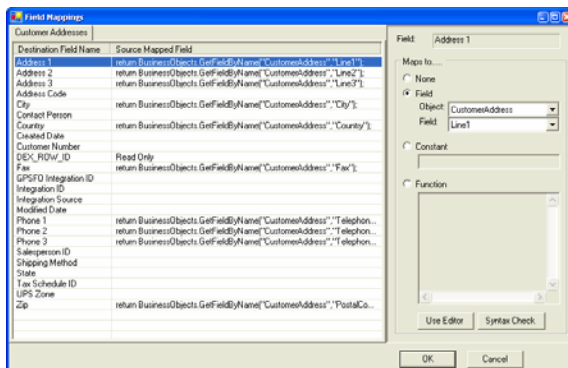 Field Mappings
Customer Addresses
Destination Field Name Source Mapped Field
Address 1 return BusinessObjects.GetFieldByName("CustomerAddress","Line1");
Address 2 return BusinessObjects.GetFieldByName("CustomerAddress","Line2");
Address 3 return BusinessObjects.GetFieldByName("CustomerAddress","Line3");
Address Code
City return BusinessObjects.GetFieldByName("CustomerAddress","City");
Contact Person
Country return BusinessObjects.GetFieldByName("CustomerAddress","Country");
Created Date
Customer Number
DEX_ROW_ID Read Only
Fax return BusinessObjects.GetFieldByName("CustomerAddress","Fax");
GPSFO Integration ID
Integration ID
Integration Source
Modified Date
Phone 1 return BusinessObjects.GetFieldByName("CustomerAddress","Telephon...
Phone 2 return BusinessObjects.GetFieldByName("CustomerAddress","Telephon...
Phone 3 return BusinessObjects.GetFieldByName("CustomerAddress","Telephon...
Salesperson ID
Shipping Method
State
Tax Schedule ID
UPS Zone
Zip return BusinessObjects.GetFieldByName("CustomerAddress","PostalCo...
Field: Address 1
Maps to.....
None
Field
Object: CustomerAddress
Field: Line1
Constant
Function
Use Editor Syntax Check
OK Cancel